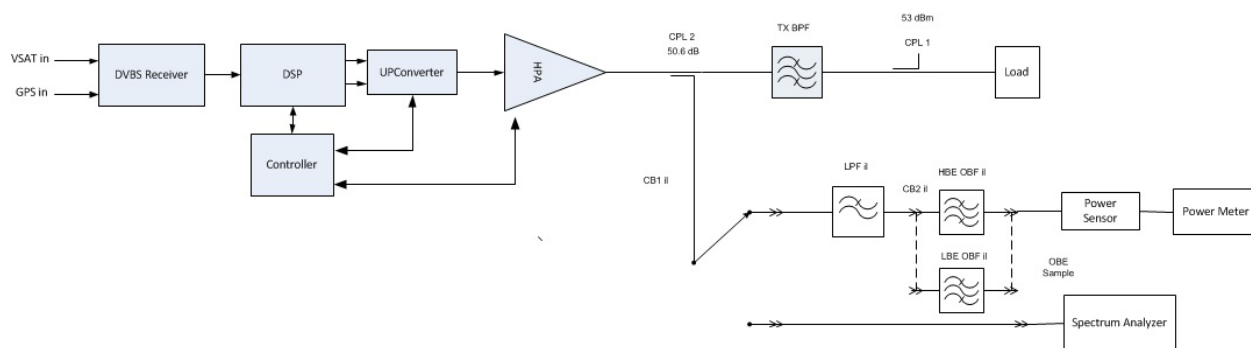 CPL 2
50.6 dB
TX BPF
53 dBm
CPL 1
VSAT in
GPS in
DVBS Receiver
DSP
UPConverter
HPA
Load
Controller
CB1 il
LPF il
CB2 il
HBE OBF il
Power
Sensor
Power Meter
LBE OBF il
OBE
Sample
Spectrum Analyzer